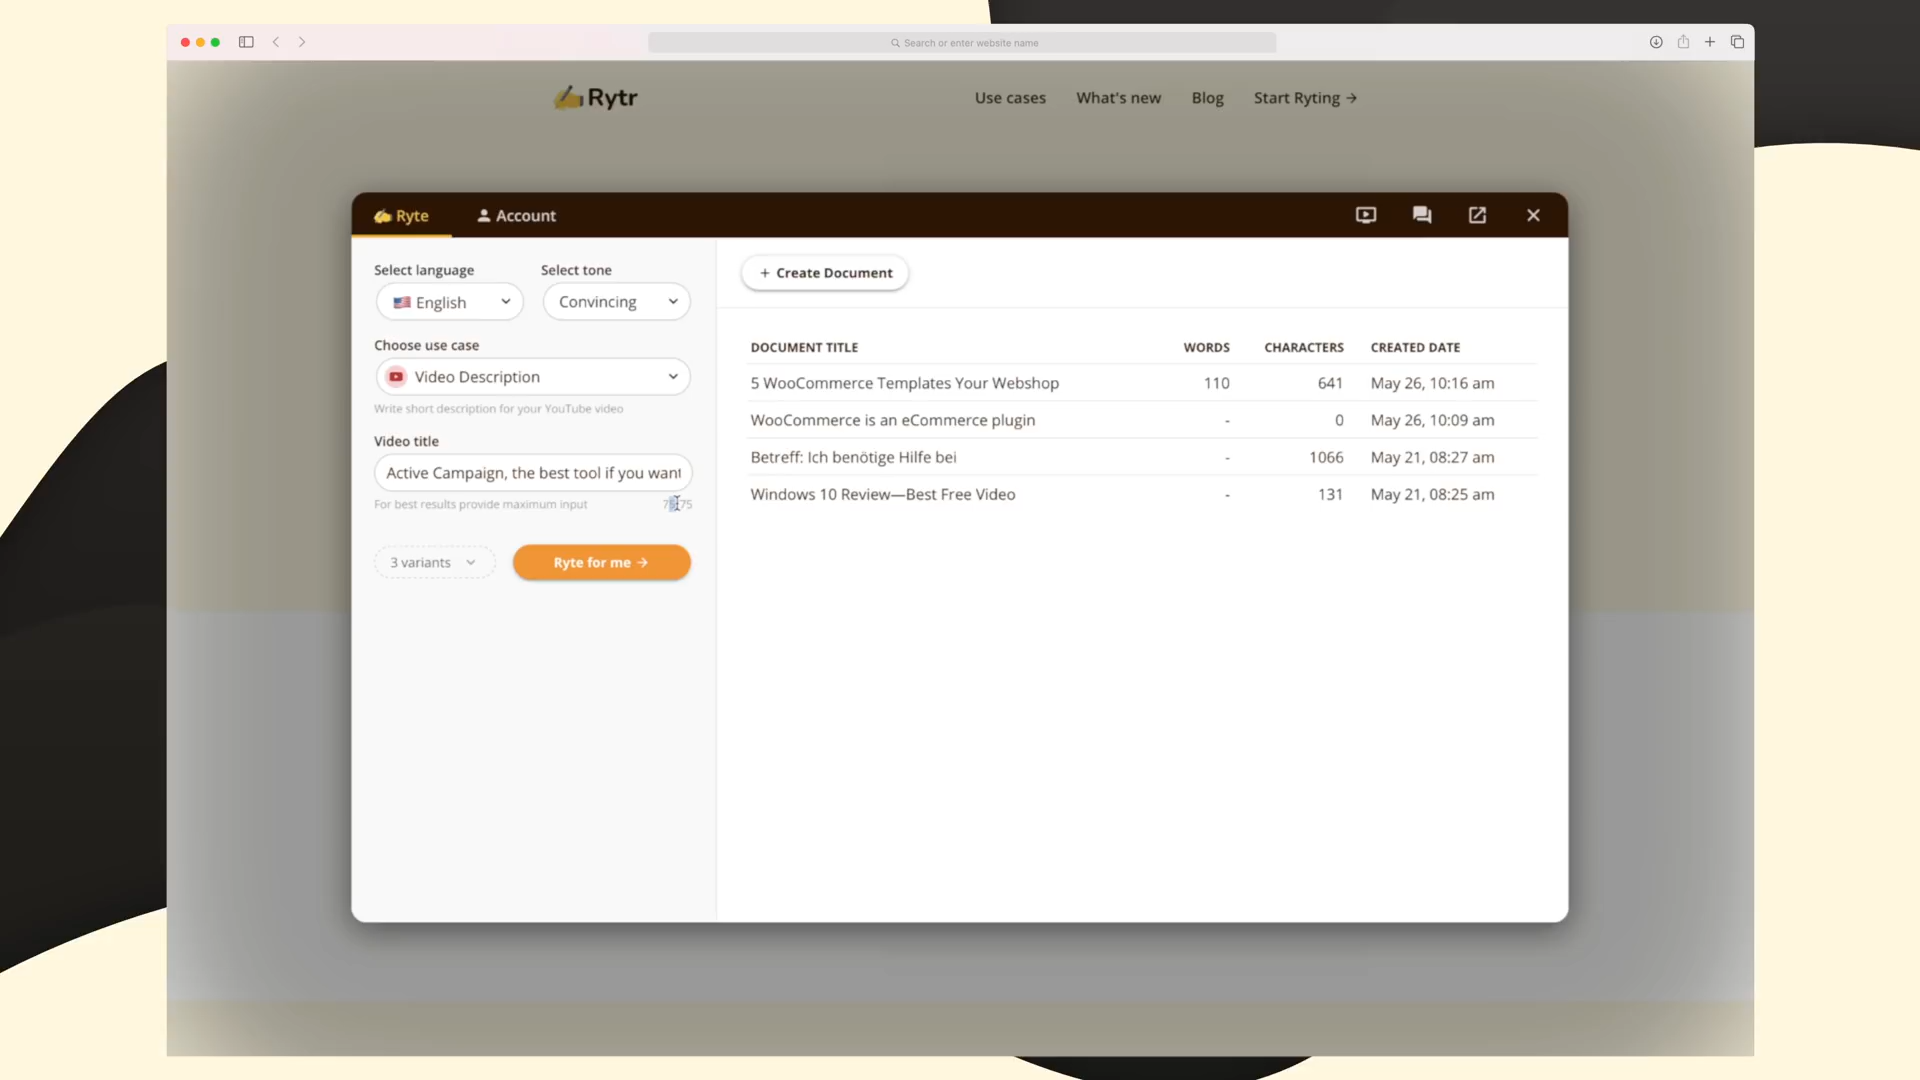 Search or enter website name
Rytr
Use cases
What's new
Blog
Start Ryting →
Ryte
Account
Select language
Select tone
English
Convincing
Choose use case
Video Description
Write short description for your YouTube video
Video title
Active Campaign, the best tool if you want
For best results provide maximum input
3 variants
Ryte for me →
+ Create Document
DOCUMENT TITLE WORDS CHARACTERS CREATED DATE
5 WooCommerce Templates Your Webshop 110 641 May 26, 10:16 am
WooCommerce is an eCommerce plugin - 0 May 26, 10:09 am
Betreff: Ich benötige Hilfe bei - 1066 May 21, 08:27 am
Windows 10 Review—Best Free Video - 131 May 21, 08:25 am